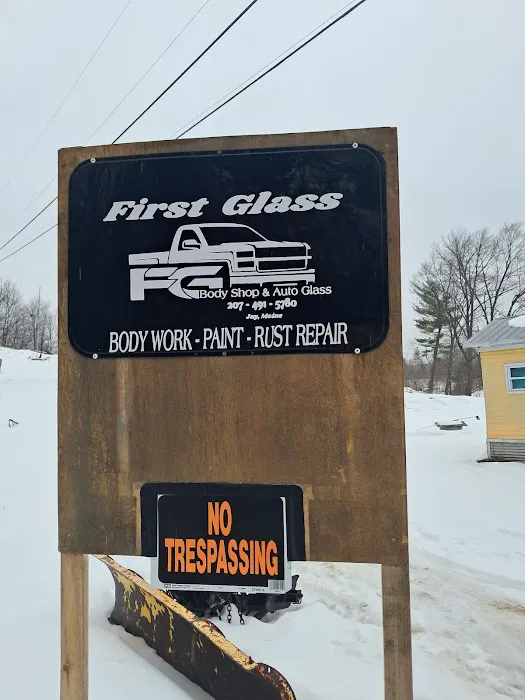 First Glass
FG
Body Shop & Auto Glass
207 - 491 - 5780
Jay, Maine
BODY WORK - PAINT - RUST REPAIR
NO
TRESPASSING